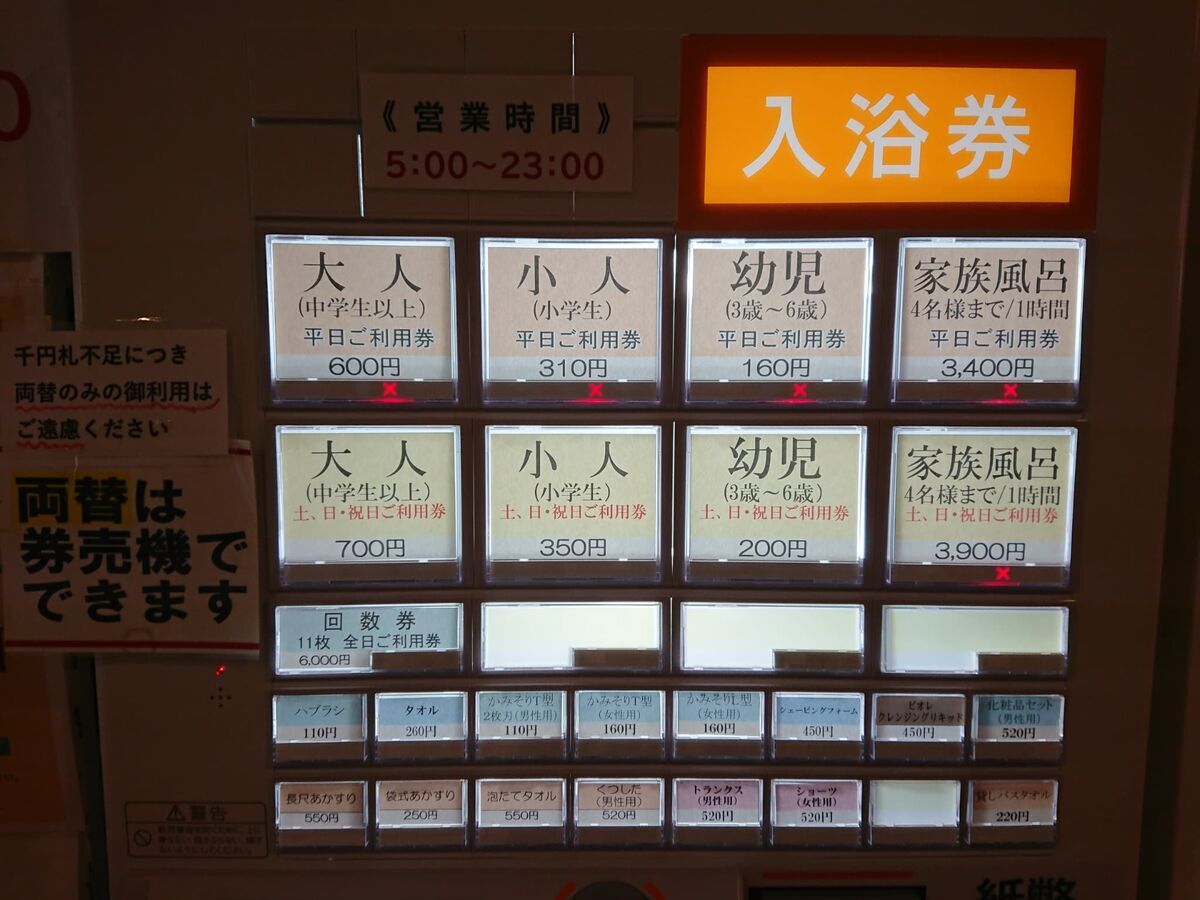 《営業時間》
5:00～23:00
入浴券
大人
(中学生以上)
平日ご利用券
600円
×
小人
(小学生)
平日ご利用券
310円
×
幼児
(3歳～6歳)
平日ご利用券
160円
×
家族風呂
4名様まで/1時間
平日ご利用券
3,400円
×
大人
(中学生以上)
土、日・祝日ご利用券
700円
小人
(小学生)
土、日・祝日ご利用券
350円
幼児
(3歳～6歳)
土、日・祝日ご利用券
200円
家族風呂
4名様まで/1時間
土、日・祝日ご利用券
3,900円
×
千円札不足につき
両替のみの御利用は
ご遠慮ください
両替は
券売機で
できます
回数券
11枚 全日ご利用券
6,000円
ハブラシ
110円
タオル
260円
かみそりT型
2枚刃(男性用)
110円
かみそりT型
(女性用)
160円
かみそりL型
(女性用)
160円
シェービングフォーム
450円
ビオレ
クレンジングリキッド
450円
化粧品セット
(男性用)
520円
長尺あかすり
550円
袋式あかすり
250円
泡たてタオル
550円
くつした
(男性用)
520円
トランクス
(男性用)
520円
ショーツ
(女性用)
520円
貸しバスタオル
220円
警告
紙幣